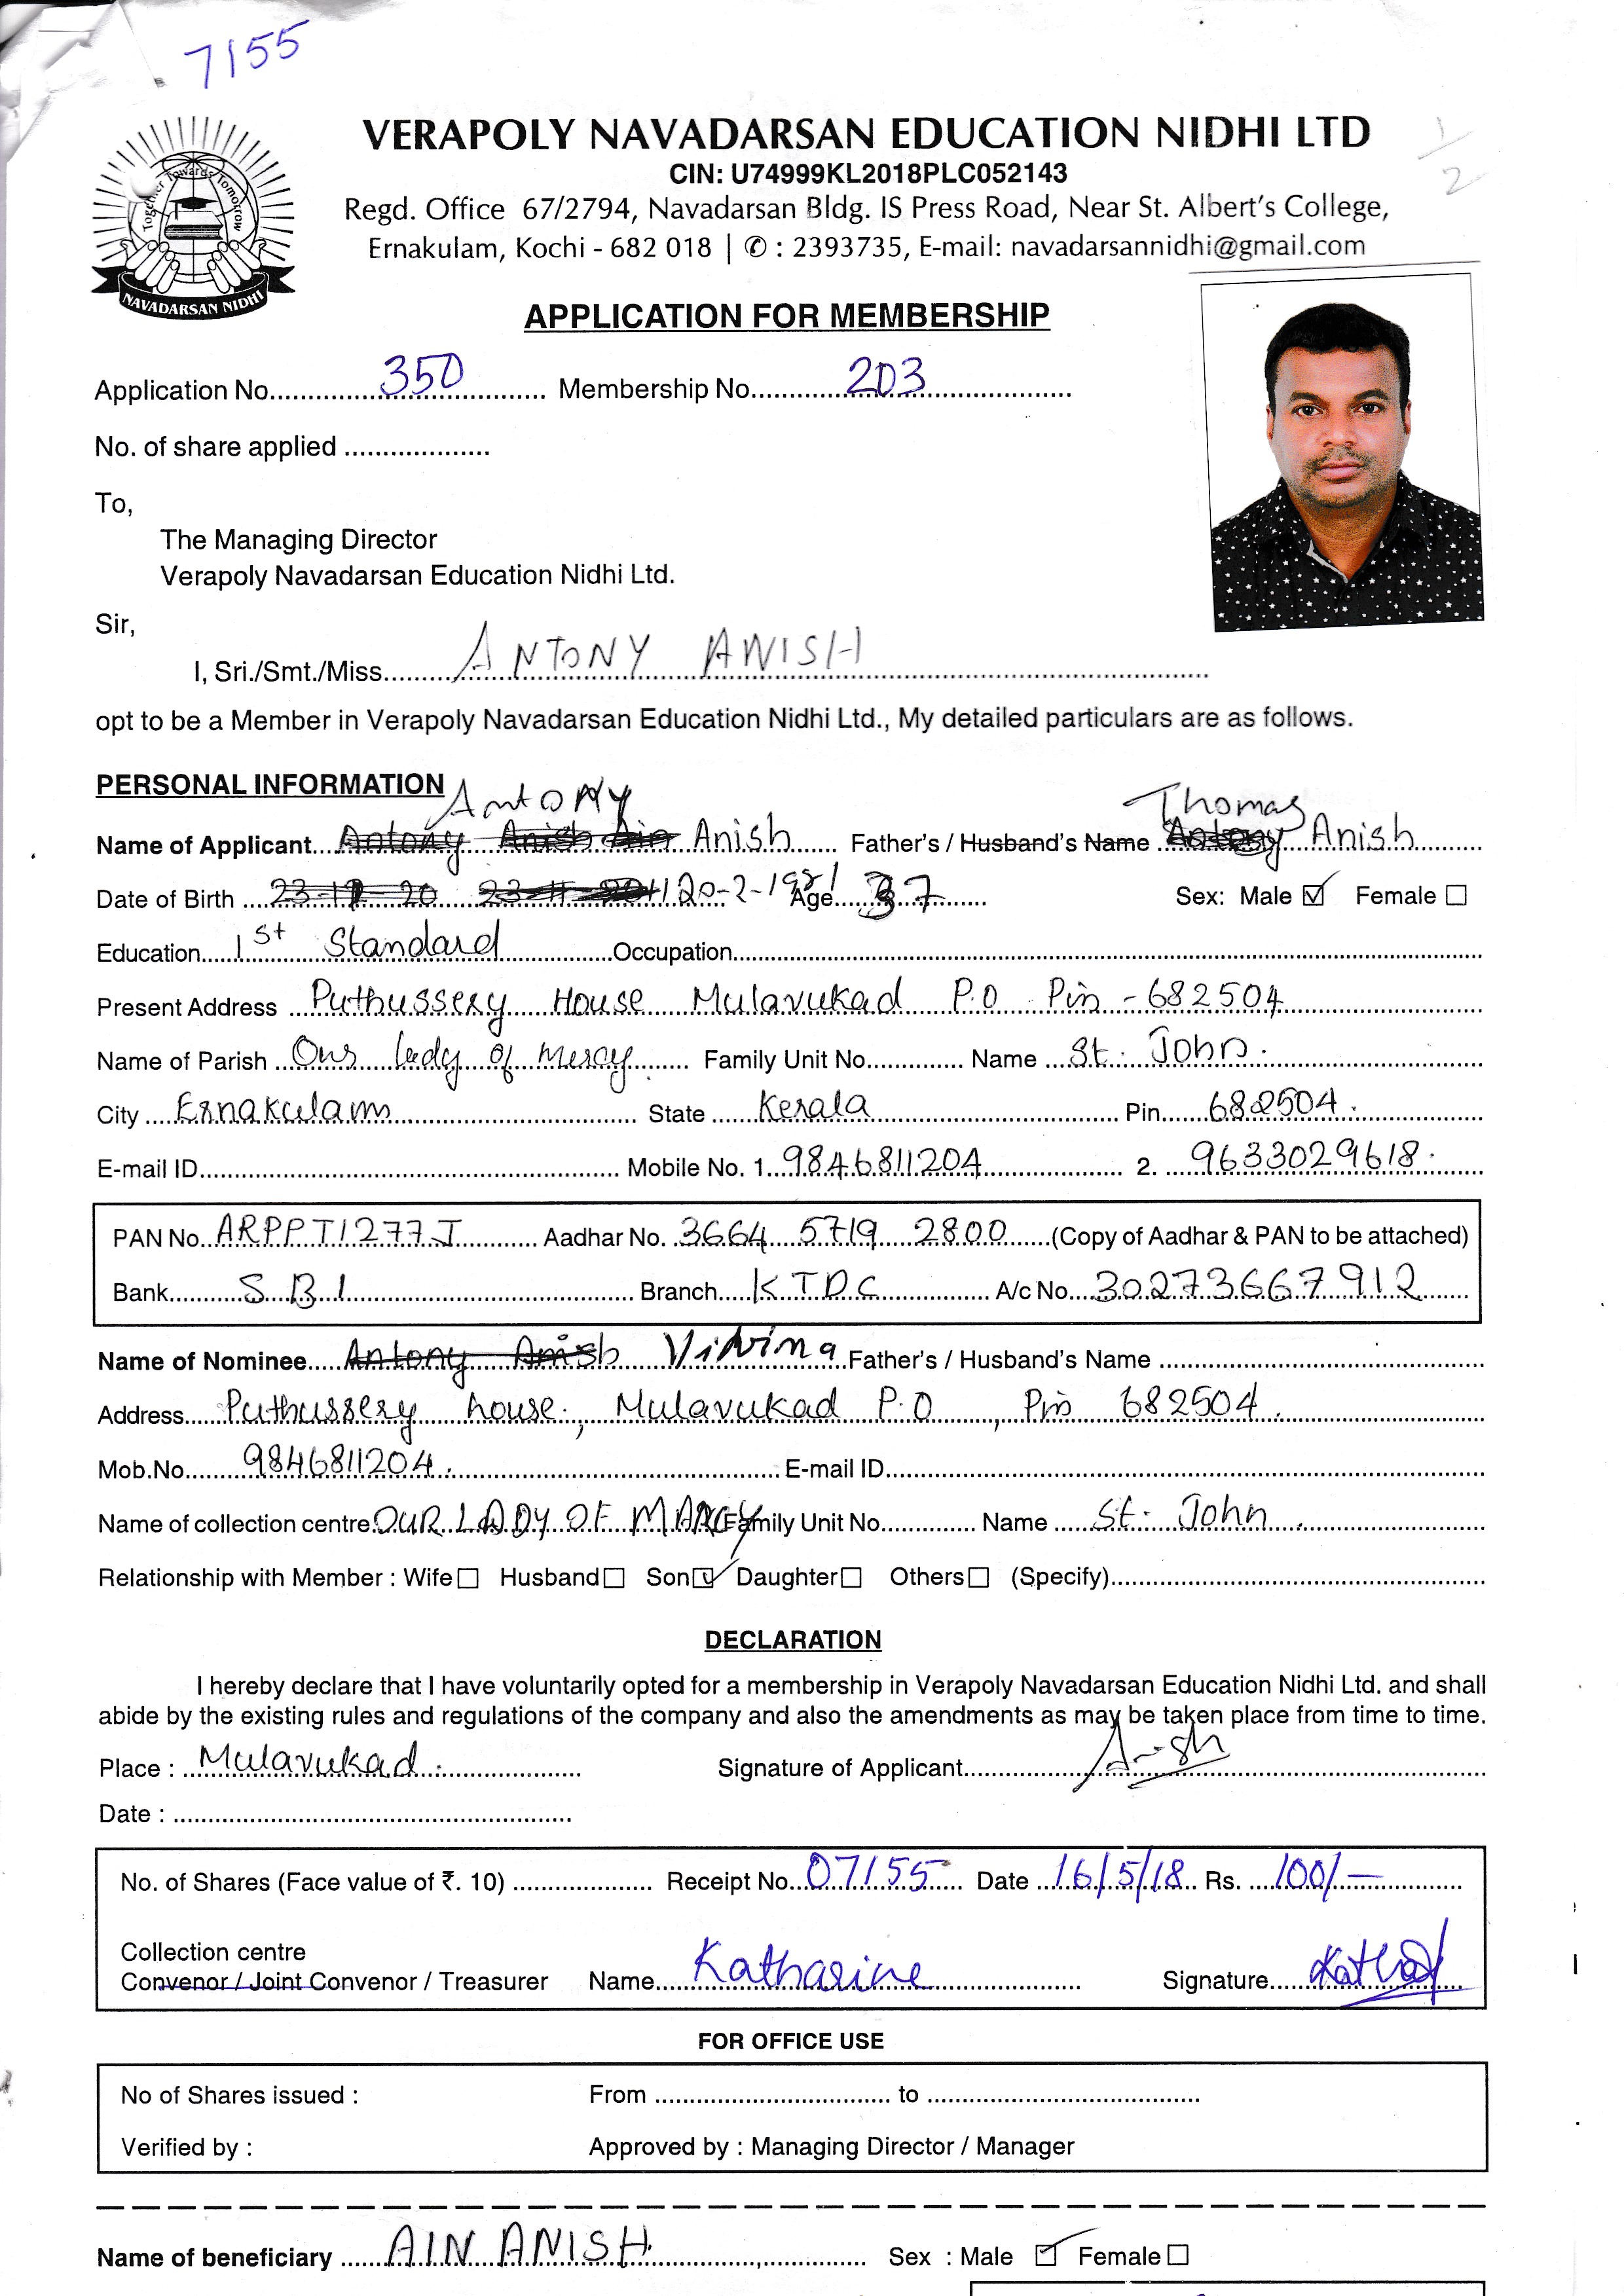 7155
VERAPOLY NAVADARSAN EDUCATION NIDHI LTD
CIN: U74999KL2018PLC052143
Regd. Office 67/2794, Navadarsan Bldg. IS Press Road, Near St. Albert's College,
Ernakulam, Kochi - 682 018 | ✆ : 2393735, E-mail: navadarsannidhi@gmail.com
1/2
Together Towards Tomorrow
NAVADARSAN NIDHI
APPLICATION FOR MEMBERSHIP
Application No. 350 Membership No. 203
No. of share applied
To,
The Managing Director
Verapoly Navadarsan Education Nidhi Ltd.
Sir,
I, Sri./Smt./Miss. ANTONY ANISH
opt to be a Member in Verapoly Navadarsan Education Nidhi Ltd., My detailed particulars are as follows.
PERSONAL INFORMATION
Name of Applicant Antony Anish Father's / Husband's Name Thomas Anish
Date of Birth 20-2-1981 Age 37 Sex: Male ☑ Female ☐
Education 1st Standard Occupation
Present Address Puthussery House Mulavukad P.O Pin - 682504
Name of Parish Our lady of mercy Family Unit No. Name St. John.
City Ernakulam State Kerala Pin 682504.
E-mail ID Mobile No. 1. 9846811204 2. 9633029618.
PAN No. ARPPT1277J Aadhar No. 3664 5719 2800 (Copy of Aadhar & PAN to be attached)
Bank SBI Branch KTDC A/c No. 30273667912
Name of Nominee Antony Anish Father's / Husband's Name
Address Puthussery house, Mulavukad P.O, Pin 682504.
Mob.No. 9846811204. E-mail ID
Name of collection centre OUR LADY OF MARCY Family Unit No. Name St. John.
Relationship with Member : Wife ☐ Husband ☐ Son ☑ Daughter ☐ Others ☐ (Specify)
DECLARATION
I hereby declare that I have voluntarily opted for a membership in Verapoly Navadarsan Education Nidhi Ltd. and shall
abide by the existing rules and regulations of the company and also the amendments as may be taken place from time to time.
Place : Mulavukad. Signature of Applicant Anish
Date :
No. of Shares (Face value of ₹. 10) Receipt No. 07155 Date 16/5/18 Rs. 100/-
Collection centre
Convenor / Joint Convenor / Treasurer Name Katharine Signature
FOR OFFICE USE
No of Shares issued : From to
Verified by : Approved by : Managing Director / Manager
Name of beneficiary AIN ANISH Sex : Male ☑ Female ☐